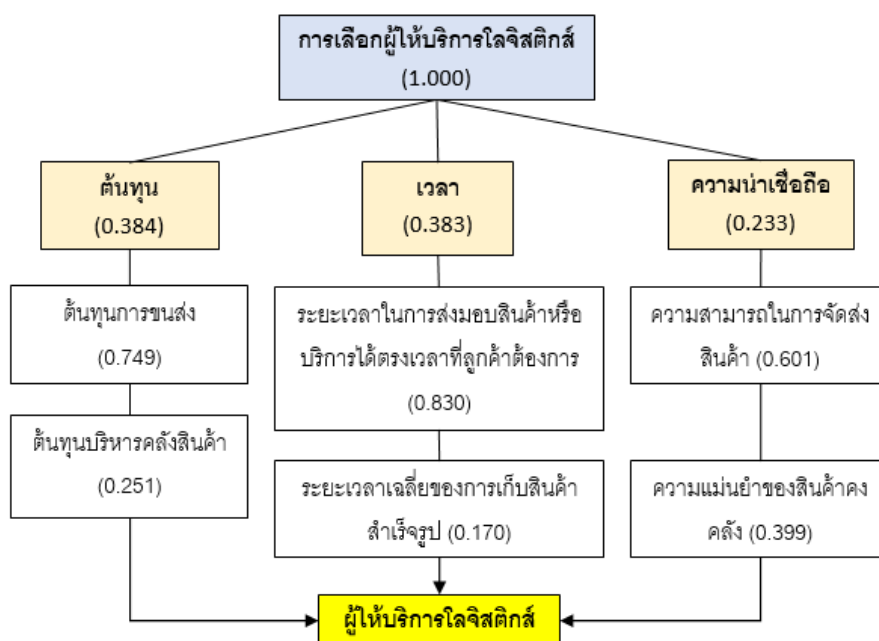 การเลือกผู้ให้บริการโลจิสติกส์
(1.000)
ต้นทุน
(0.384)
เวลา
(0.383)
ความน่าเชื่อถือ
(0.233)
ต้นทุนการขนส่ง
(0.749)
ระยะเวลาในการส่งมอบสินค้าหรือ
บริการได้ตรงเวลาที่ลูกค้าต้องการ
(0.830)
ความสามารถในการจัดส่ง
สินค้า (0.601)
ต้นทุนบริหารคลังสินค้า
(0.251)
ระยะเวลาเฉลี่ยของการเก็บสินค้า
สำเร็จรูป (0.170)
ความแม่นยำของสินค้าคง
คลัง (0.399)
ผู้ให้บริการโลจิสติกส์